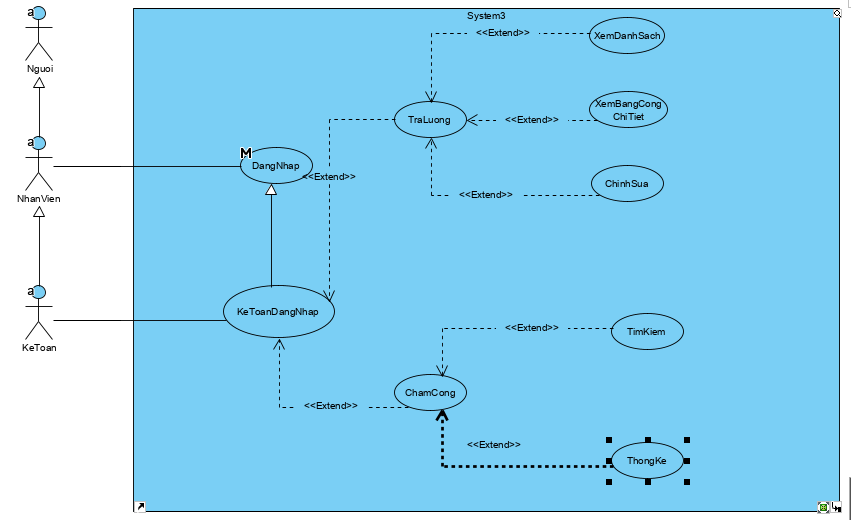 System3
a
Nguoi
<<Extend>>
XemDanhSach
TraLuong
<<Extend>>
XemBangCong
ChiTiet
a
NhanVien
M
DangNhap
<<Extend>>
<<Extend>>
ChinhSua
a
KeToan
KeToanDangNhap
<<Extend>>
TimKiem
ChamCong
<<Extend>>
<<Extend>>
ThongKe